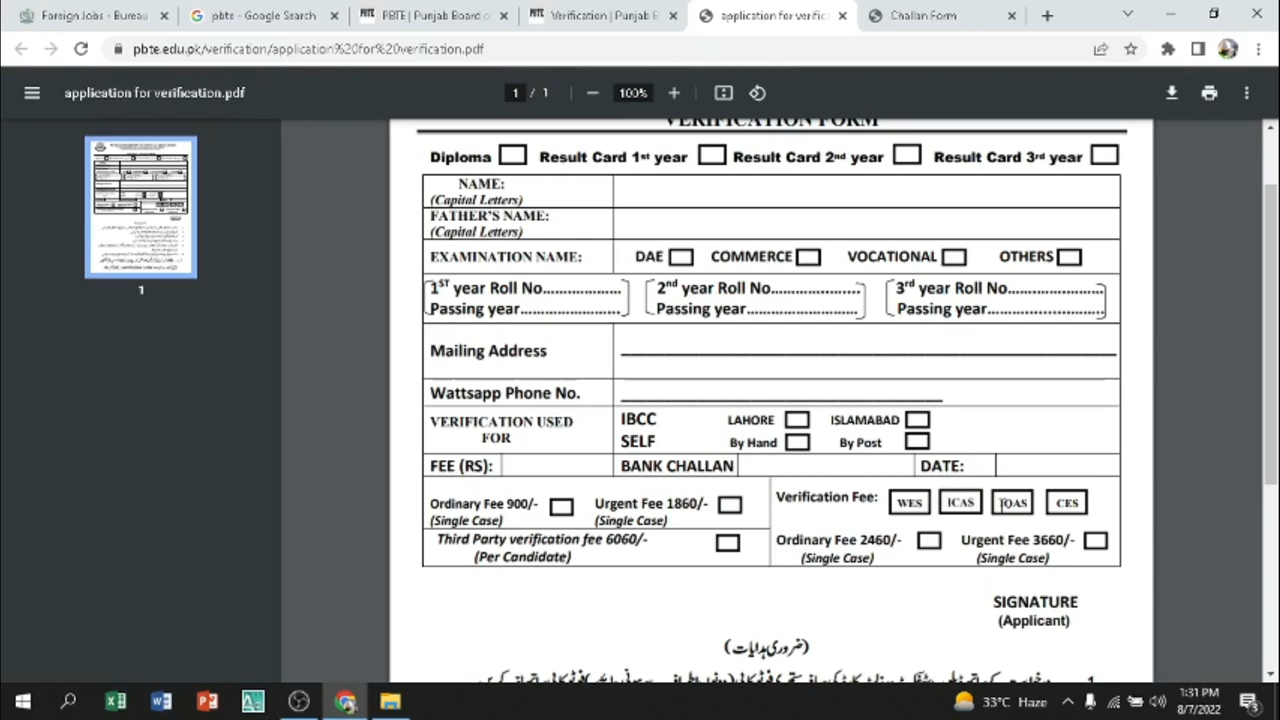 Foreign Jobs - Bureau
pbte - Google Search
PBTE | Punjab Board o
Verification | Punjab B
application for verific
Challan Form
pbte.edu.pk/verification/application%20for%20verification.pdf
application for verification.pdf
1 / 1
100%
1
VERIFICATION FORM
Diploma Result Card 1st year Result Card 2nd year Result Card 3rd year
NAME:
(Capital Letters)
FATHER'S NAME:
(Capital Letters)
EXAMINATION NAME: DAE COMMERCE VOCATIONAL OTHERS
1ST year Roll No...................... 2nd year Roll No..................... 3rd year Roll No......................
Passing year........................ Passing year.......................... Passing year............................
Mailing Address
Wattsapp Phone No.
VERIFICATION USED FOR
IBCC LAHORE ISLAMABAD
SELF By Hand By Post
FEE (RS): BANK CHALLAN DATE:
Ordinary Fee 900/- Urgent Fee 1860/-
(Single Case) (Single Case)
Third Party verification fee 6060/-
(Per Candidate)
Verification Fee: WES ICAS IQAS CES
Ordinary Fee 2460/- Urgent Fee 3660/-
(Single Case) (Single Case)
SIGNATURE
(Applicant)
(ضروری ہدایات)
33°C Haze
1:31 PM
8/7/2022
3